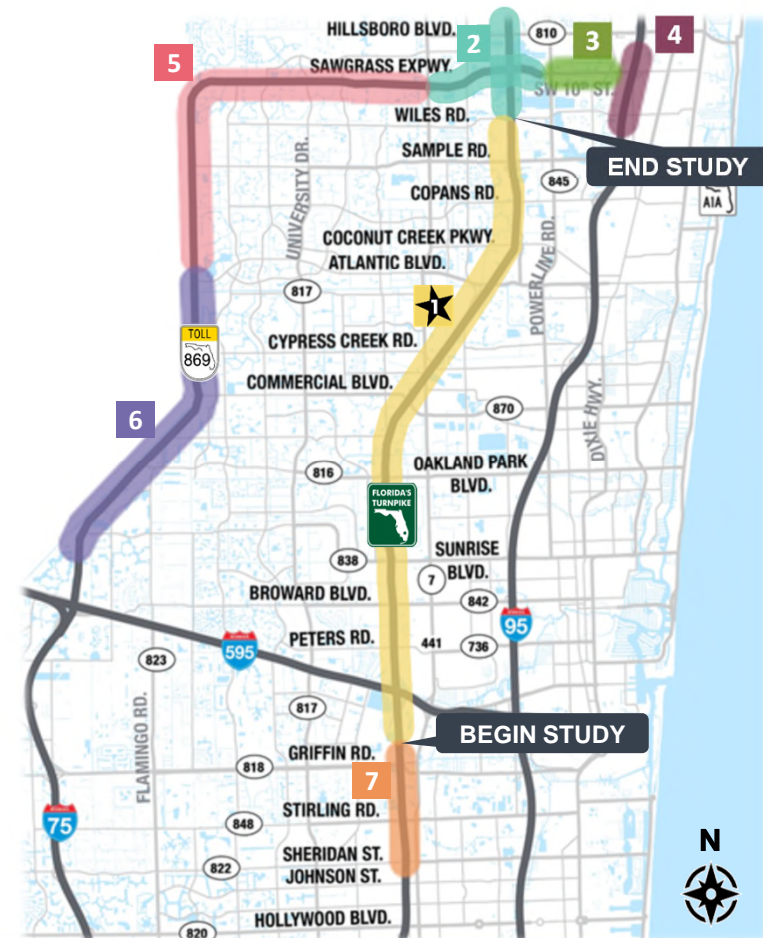 HILLSBORO BLVD.
810
2
3
4
5
SAWGRASS EXPWY.
SW 10th ST.
WILES RD.
END STUDY
SAMPLE RD.
UNIVERSITY DR.
845
COPANS RD.
A1A
POWERLINE RD.
COCONUT CREEK PKWY.
ATLANTIC BLVD.
817
1
TOLL
869
CYPRESS CREEK RD.
COMMERCIAL BLVD.
870
6
DIXIE HWY.
816
OAKLAND PARK
BLVD.
FLORIDA'S
TURNPIKE
838
SUNRISE
BLVD.
7
BROWARD BLVD.
842
95
PETERS RD.
441
736
595
823
817
FLAMINGO RD.
BEGIN STUDY
GRIFFIN RD.
818
7
STIRLING RD.
75
848
SHERIDAN ST.
822
JOHNSON ST.
N
HOLLYWOOD BLVD.
820